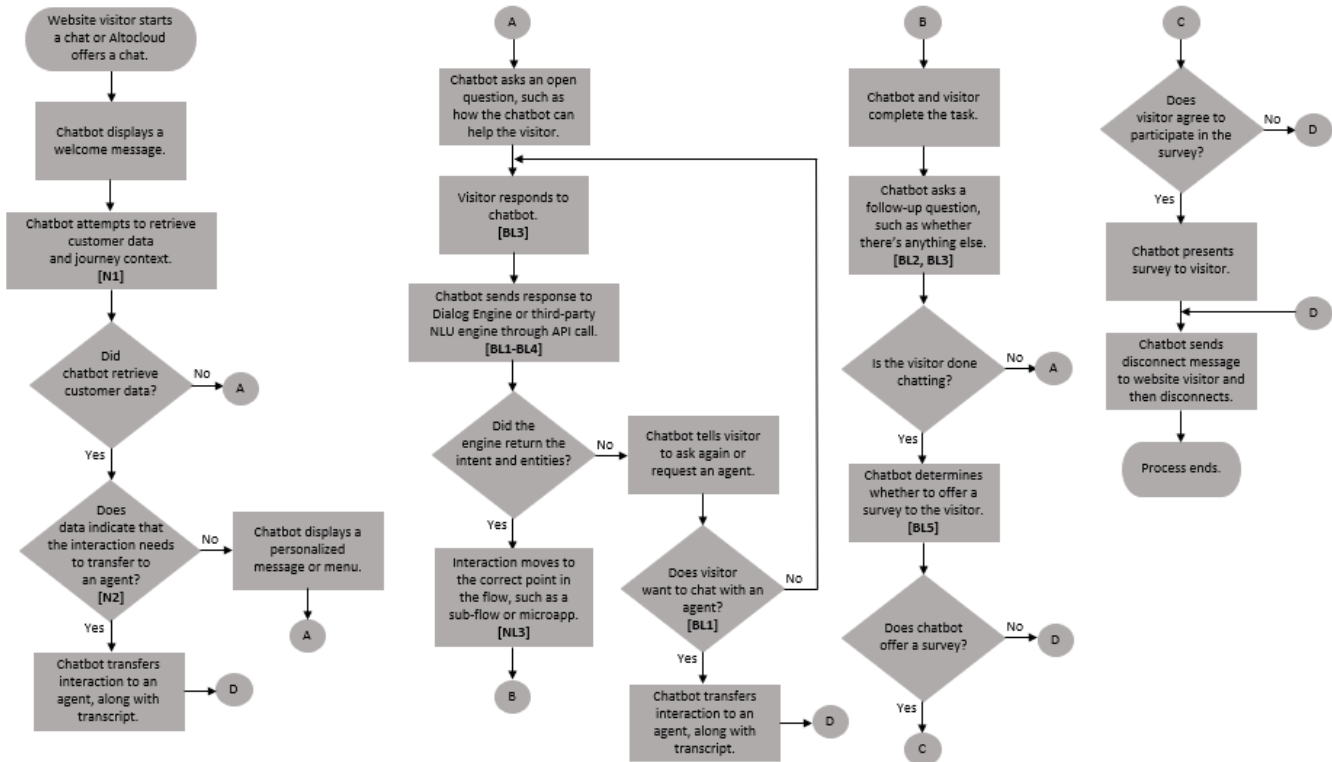 Website visitor starts
a chat or Altocloud
offers a chat.
Chatbot displays a
welcome message.
Chatbot attempts to retrieve
customer data
and journey context.
[N1]
Did
chatbot retrieve
customer data?
No
A
Yes
Does
data indicate that
the interaction needs
to transfer to
an agent?
[N2]
No
Chatbot displays a
personalized
message or menu.
A
Yes
Chatbot transfers
interaction to an
agent, along with
transcript.
D
A
Chatbot asks an open
question, such as
how the chatbot can
help the visitor.
Visitor responds to
chatbot.
[BL3]
Chatbot sends response to
Dialog Engine or third-party
NLU engine through API call.
[BL1-BL4]
Did the
engine return the
intent and entities?
No
Chatbot tells visitor
to ask again or
request an agent.
Yes
Interaction moves to
the correct point in
the flow, such as a
sub-flow or microapp.
[NL3]
B
Does visitor
want to chat with an
agent?
[BL1]
No
Yes
Chatbot transfers
interaction to an
agent, along with
transcript.
D
B
Chatbot and visitor
complete the task.
Chatbot asks a
follow-up question,
such as whether
there's anything else.
[BL2, BL3]
Is the visitor done
chatting?
No
A
Yes
Chatbot determines
whether to offer a
survey to the visitor.
[BL5]
Does chatbot
offer a survey?
No
D
Yes
C
C
Does
visitor agree to
participate in the
survey?
No
D
Yes
Chatbot presents
survey to visitor.
D
Chatbot sends
disconnect message
to website visitor and
then disconnects.
Process ends.